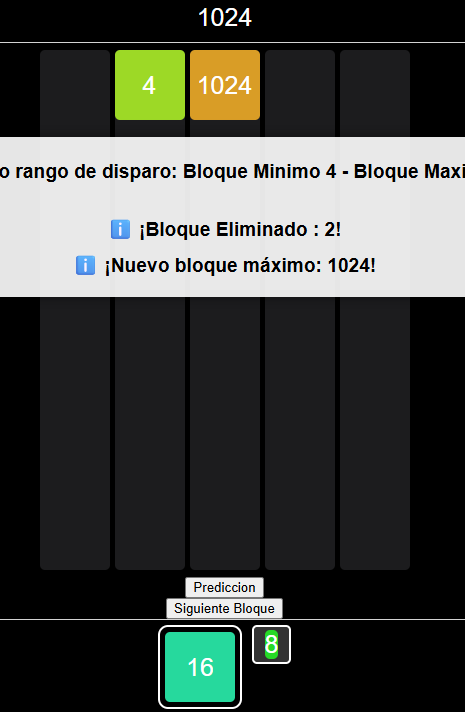 1024
4 1024
o rango de disparo: Bloque Minimo 4 - Bloque Maxi
¡Bloque Eliminado : 2!
¡Nuevo bloque máximo: 1024!
Prediccion
Siguiente Bloque
16 8